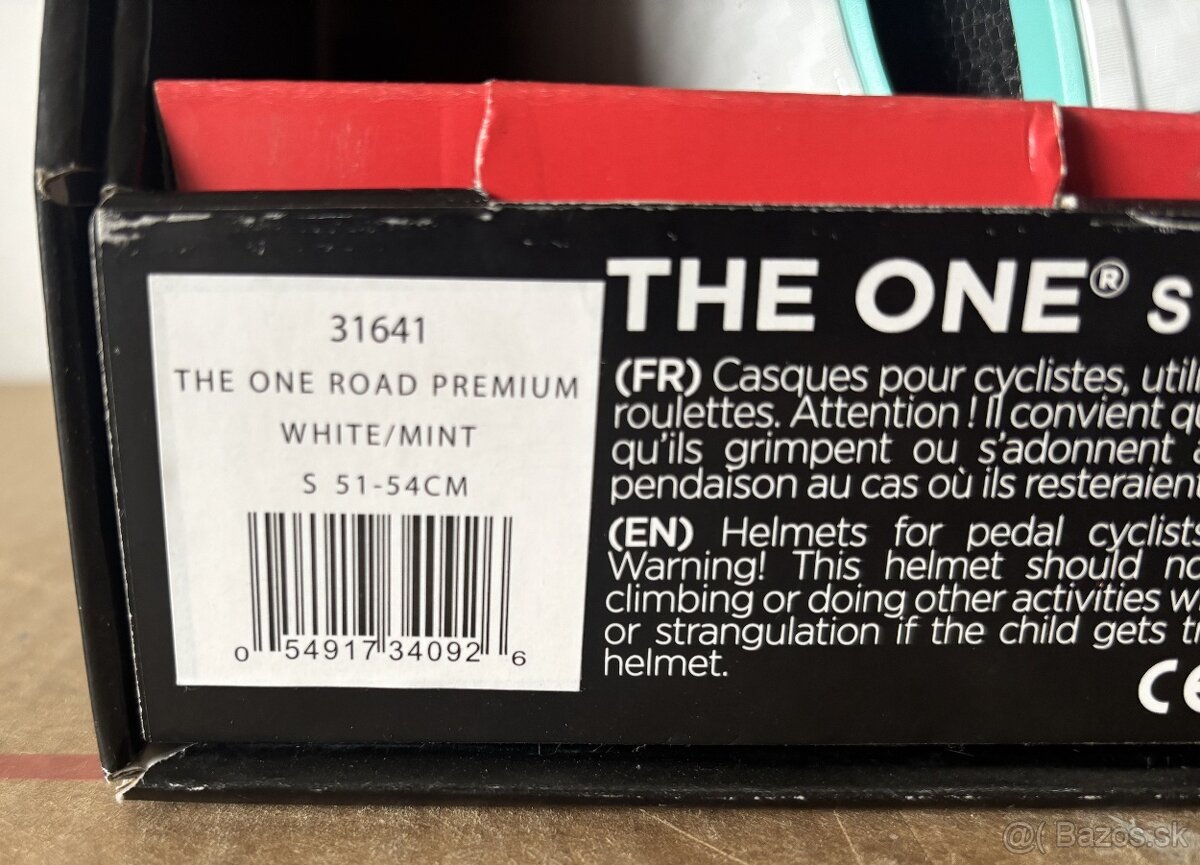 31641
THE ONE ROAD PREMIUM
WHITE/MINT
S 51-54CM
0 54917 34092 6
THE ONE® S
(FR) Casques pour cyclistes,
roulettes. Attention ! Il convient
qu'ils grimpent ou s'adonnent
pendaison au cas où ils resteraient
(EN) Helmets for pedal cyclists
Warning! This helmet should
climbing or doing other activities
or strangulation if the child gets
helmet.
CE
@( Bazos.sk